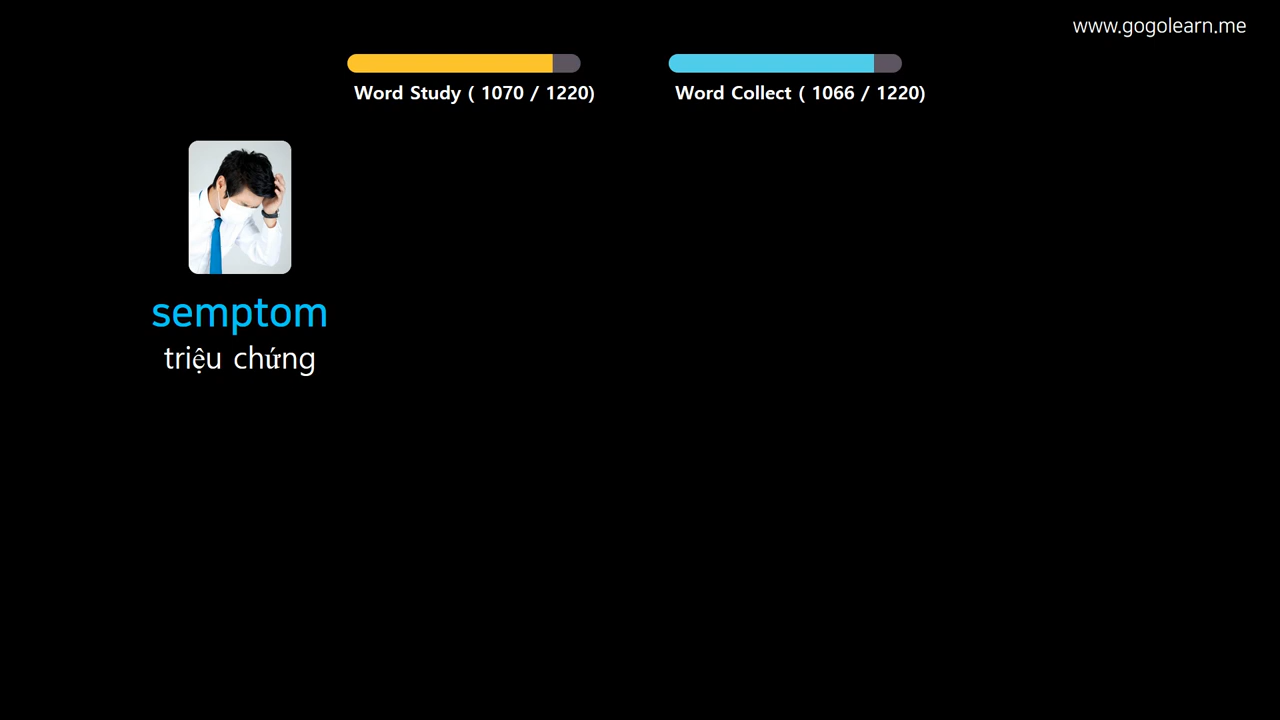 www.gogolearn.me
Word Study ( 1070 / 1220)
Word Collect ( 1066 / 1220)
semptom
triệu chứng